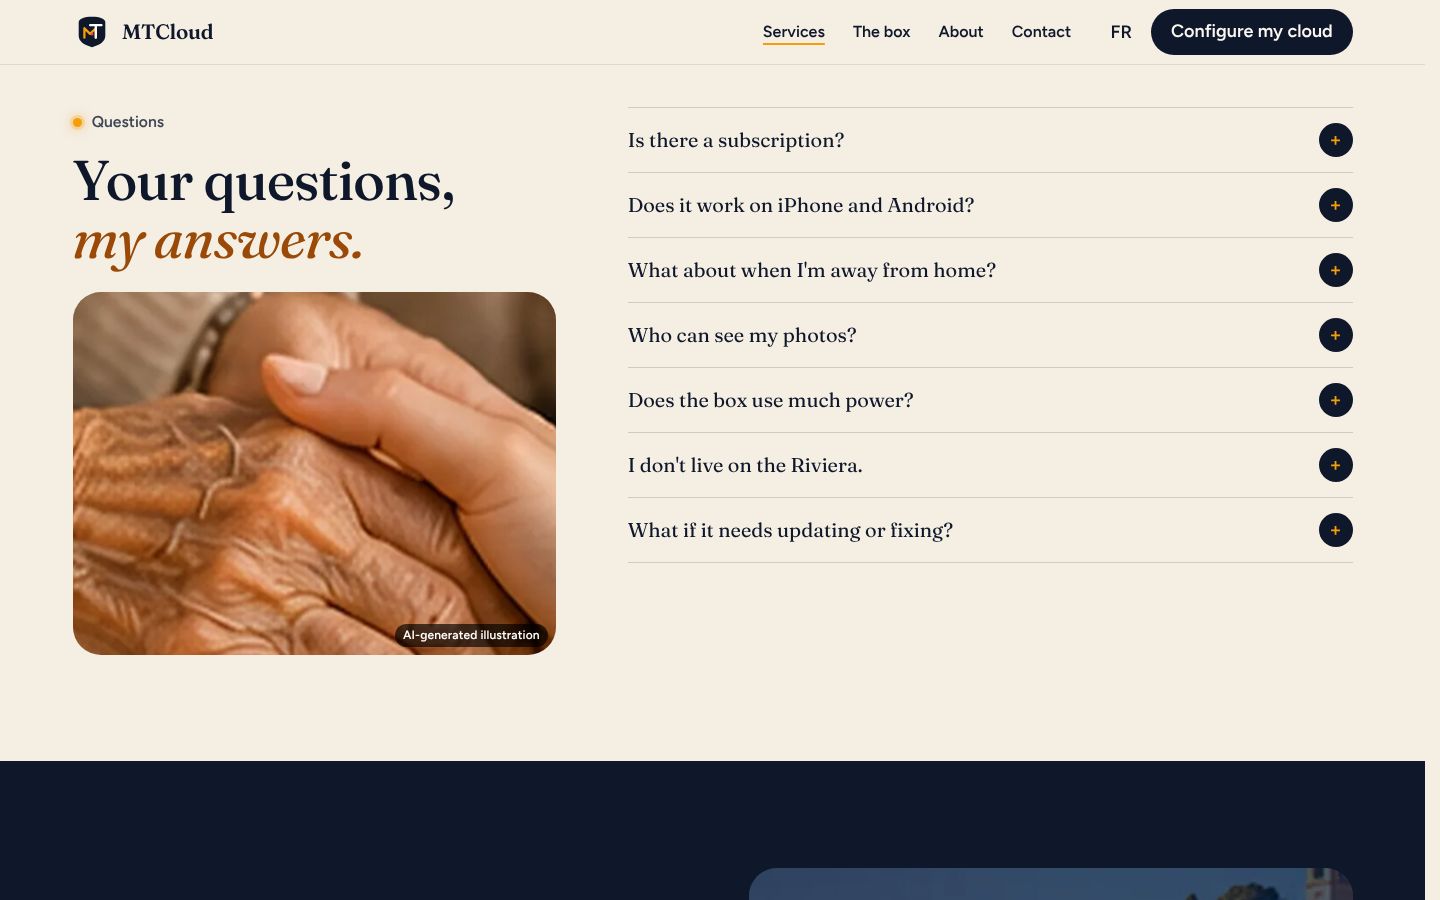 MTCloud
Services
The box
About
Contact
FR
Configure my cloud
Questions
Your questions,
my answers.
AI-generated illustration
Is there a subscription?
Does it work on iPhone and Android?
What about when I'm away from home?
Who can see my photos?
Does the box use much power?
I don't live on the Riviera.
What if it needs updating or fixing?